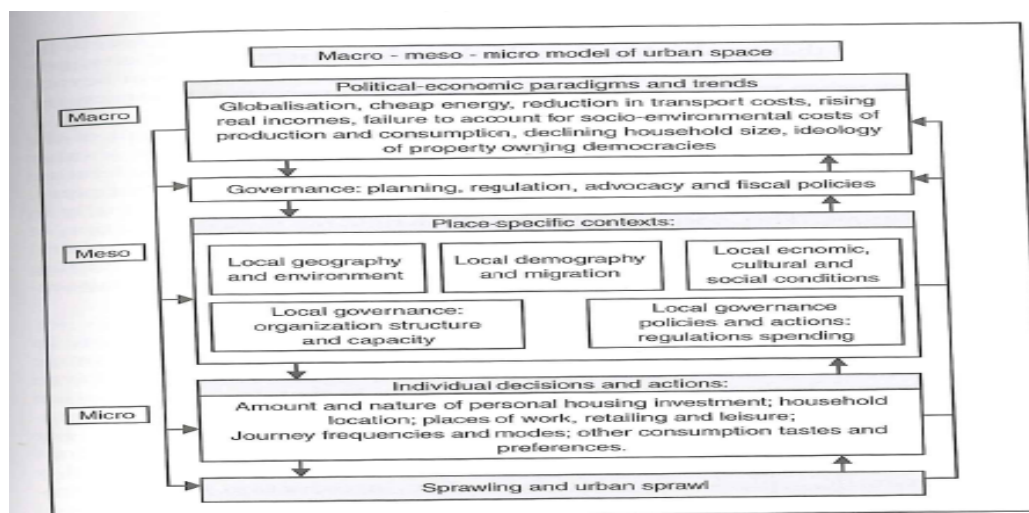 Macro - meso - micro model of urban space
Political-economic paradigms and trends
Macro
Globalisation, cheap energy, reduction in transport costs, rising
real incomes, failure to account for socio-environmental costs of
production and consumption, declining household size, ideology
of property owning democracies
Governance: planning, regulation, advocacy and fiscal policies
Place-specific contexts:
Meso
Local geography
and environment
Local demography
and migration
Local ecnomic,
cultural and
social conditions
Local governance:
organization structure
and capacity
Local governance
policies and actions:
regulations spending
Individual decisions and actions:
Micro
Amount and nature of personal housing investment; household
location; places of work, retailing and leisure;
Journey frequencies and modes; other consumption tastes and
preferences.
Sprawling and urban sprawl